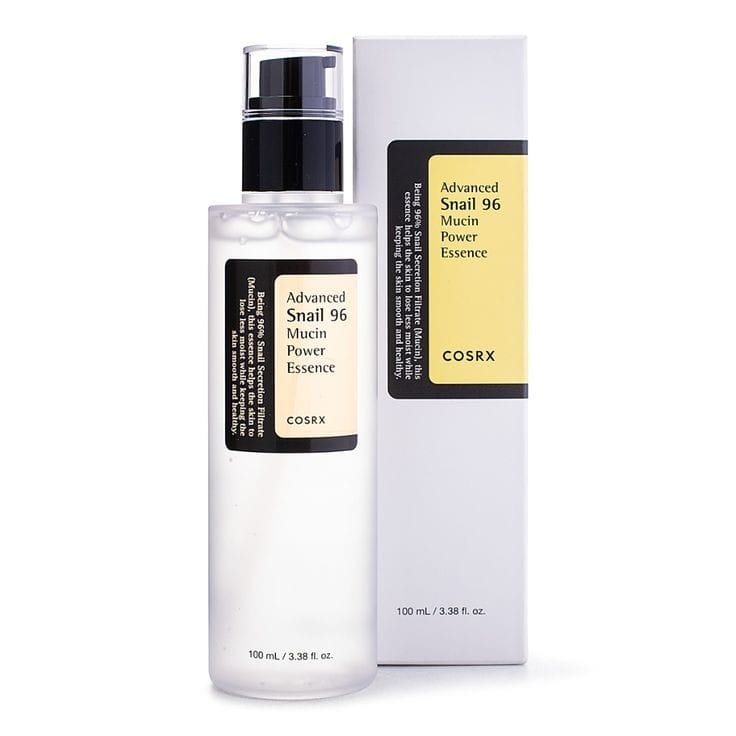 Advanced
Snail 96
Mucin
Power
Essence
COSRX
Being 96% Snail Secretion Filtrate
(Mucin), this essence helps the skin to
lose less moist while keeping the
skin smooth and healthy.
100 mL / 3.38 fl. oz.
Advanced
Snail 96
Mucin
Power
Essence
COSRX
Being 96% Snail Secretion Filtrate (Mucin), this
essence helps the skin to lose less moist while
keeping the skin smooth and healthy.
100 mL / 3.38 fl. oz.